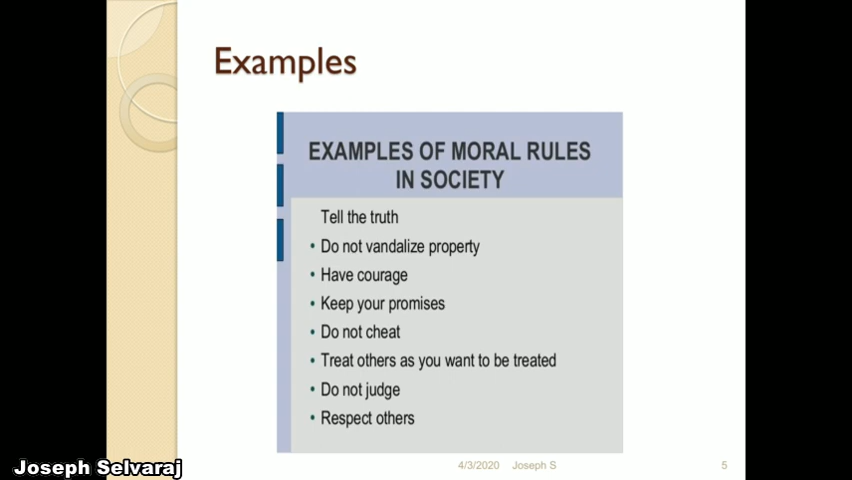 Examples
EXAMPLES OF MORAL RULES
IN SOCIETY
Tell the truth
• Do not vandalize property
• Have courage
• Keep your promises
• Do not cheat
• Treat others as you want to be treated
• Do not judge
• Respect others
Joseph Selvaraj
4/3/2020 Joseph S 5